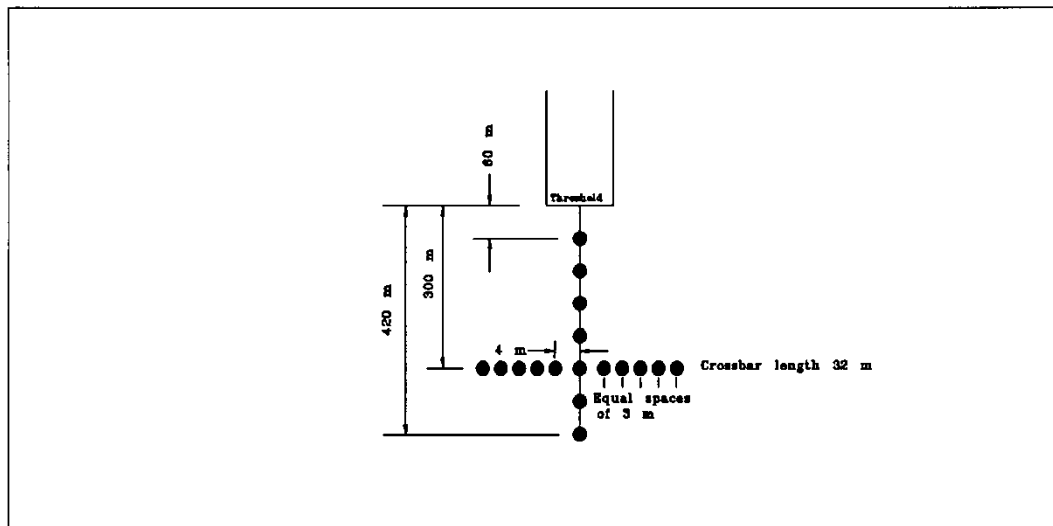 60 m
Threshold
300 m
420 m
4 m
Crossbar length 32 m
Equal spaces
of 3 m